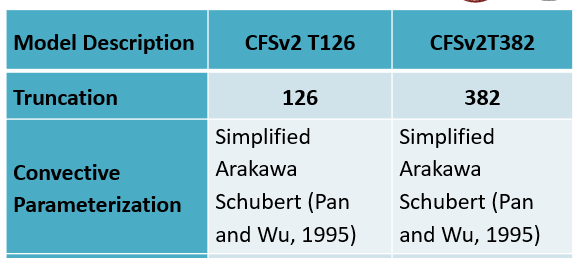 Model Description CFSv2 T126 CFSv2T382
Truncation 126 382
Convective Parameterization
Simplified
Arakawa
Schubert (Pan
and Wu, 1995)
Simplified
Arakawa
Schubert (Pan
and Wu, 1995)